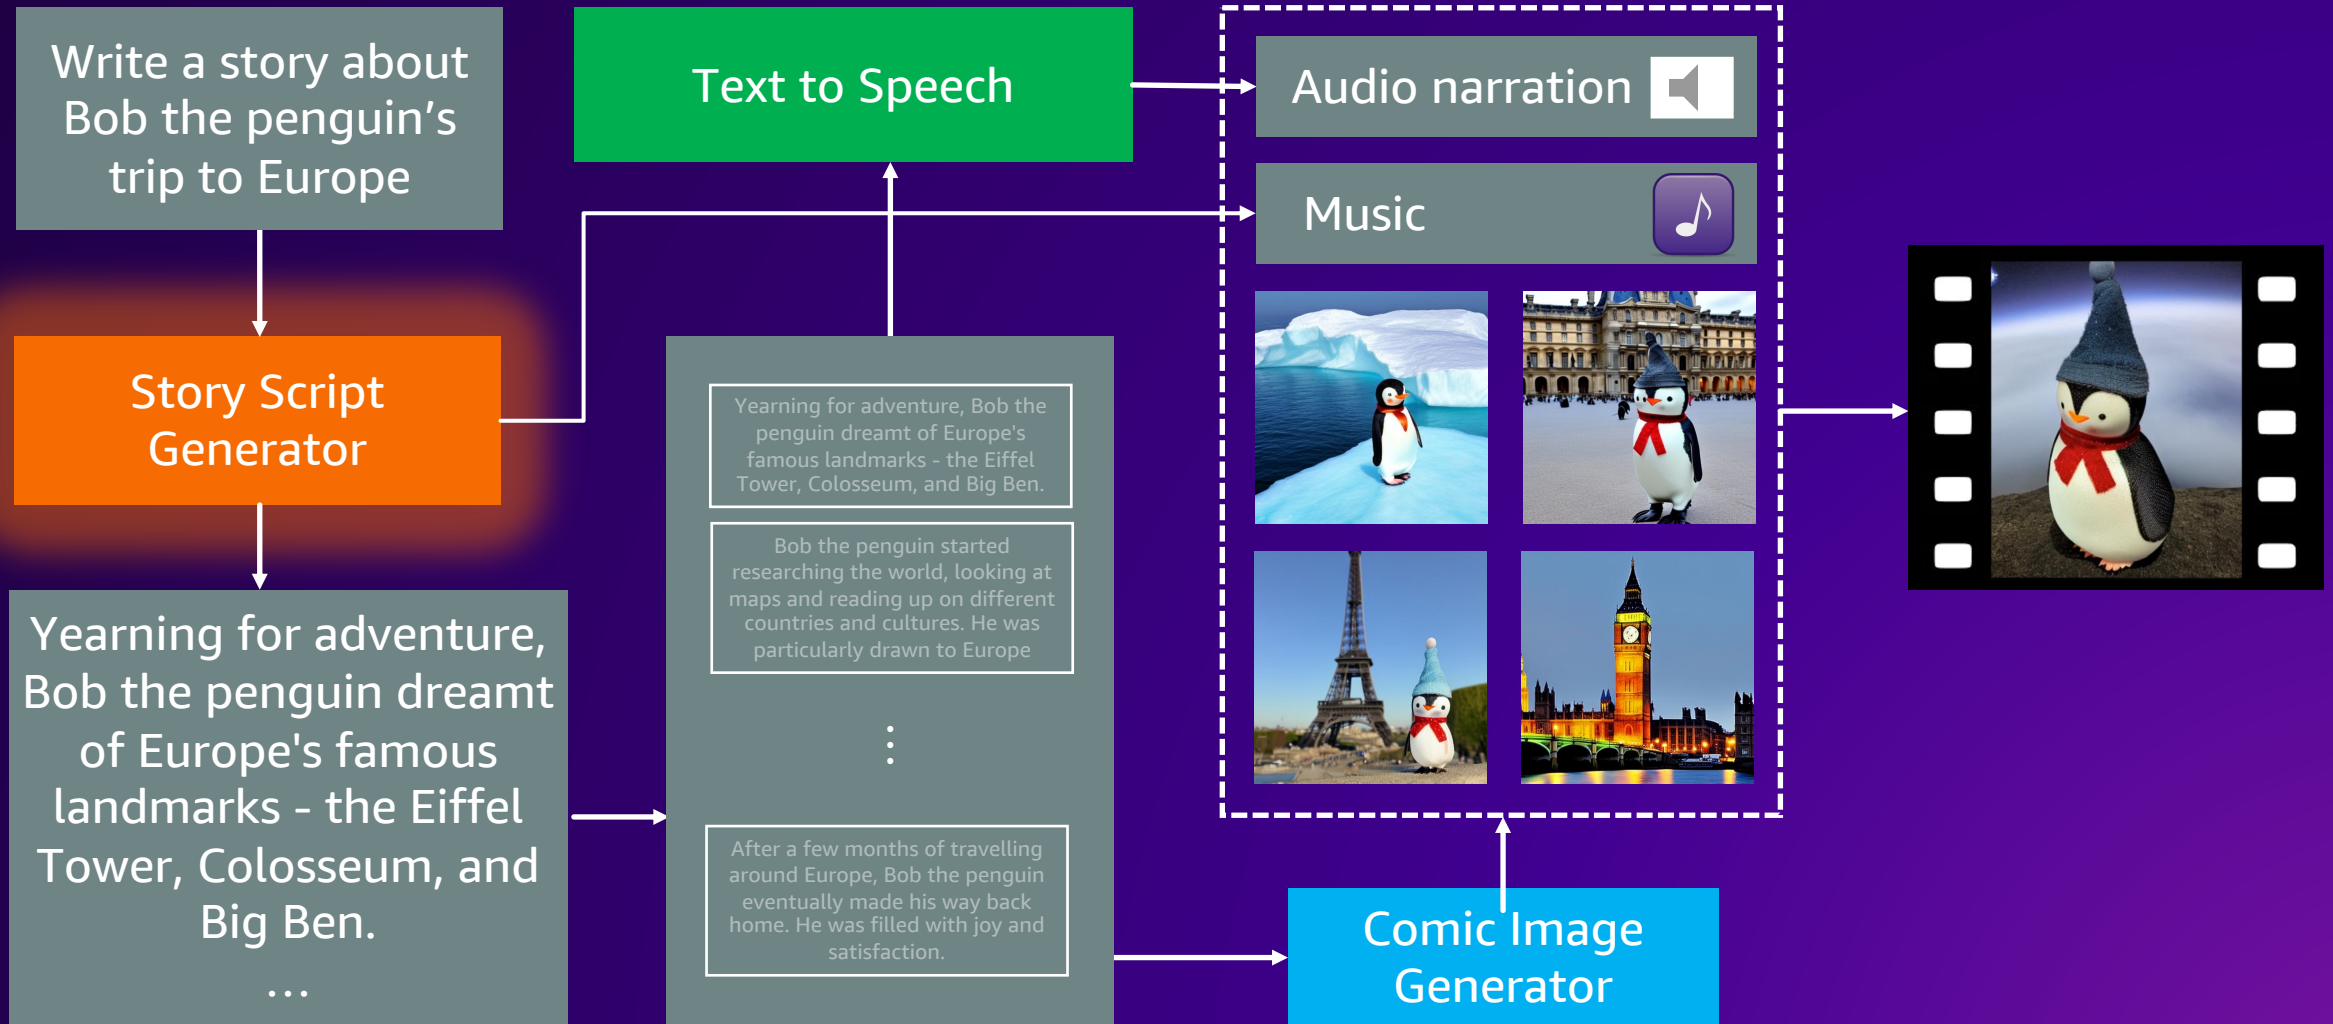 Write a story about
Bob the penguin’s
trip to Europe
Story Script
Generator
Yearning for adventure,
Bob the penguin dreamt
of Europe's famous
landmarks - the Eiffel
Tower, Colosseum, and
Big Ben.
...
Text to Speech
Yearning for adventure, Bob the
penguin dreamt of Europe's
famous landmarks - the Eiffel
Tower, Colosseum, and Big Ben.
Bob the penguin started
researching the world, looking at
maps and reading up on different
countries and cultures. He was
particularly drawn to Europe
⋮
After a few months of travelling
around Europe, Bob the penguin
eventually made his way back
home. He was filled with joy and
satisfaction.
Audio narration
Music
Comic Image
Generator